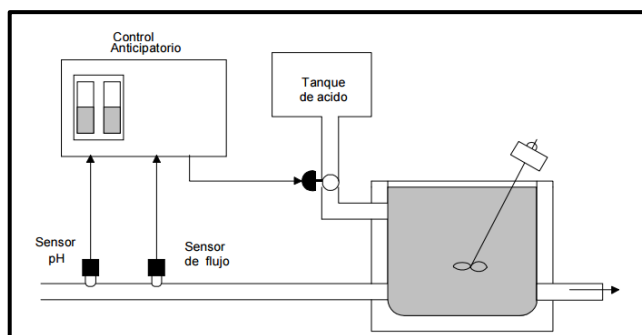 Control
Anticipatorio
Tanque
de acido
Sensor
pH
Sensor
de flujo